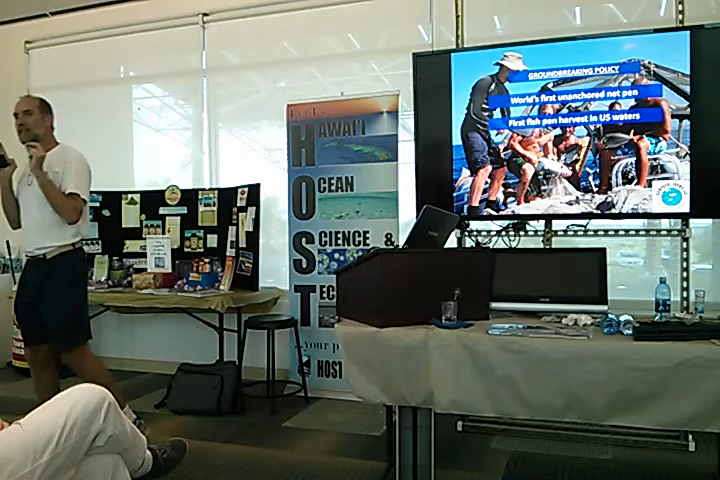 GROUNDBREAKING POLICY
World's first unanchored net pen
First fish pen harvest in US waters
HAWAI'I
OCEAN
SCIENCE &
TEC
...your p
HOST